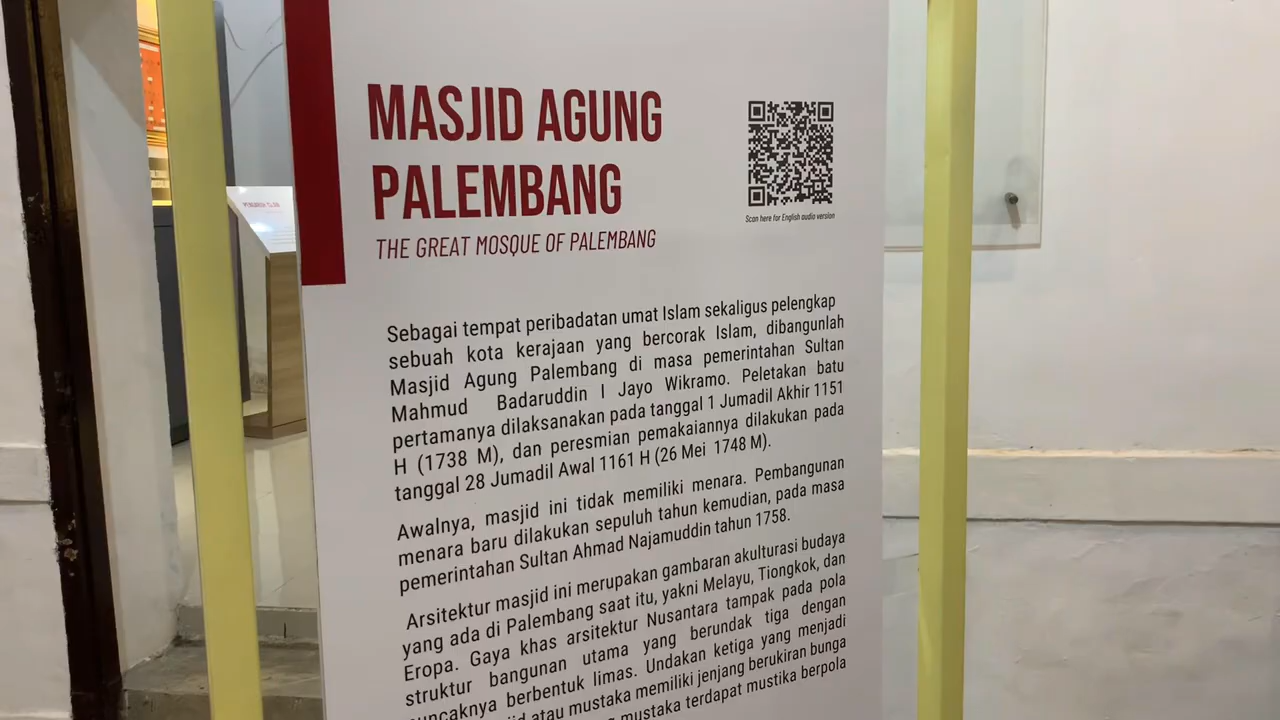 MASJID AGUNG
PALEMBANG
THE GREAT MOSQUE OF PALEMBANG
Scan here for English audio version
Sebagai tempat peribadatan umat Islam sekaligus pelengkap
sebuah kota kerajaan yang bercorak Islam, dibangunlah
Masjid Agung Palembang di masa pemerintahan Sultan
Mahmud Badaruddin I Jayo Wikramo. Peletakan batu
pertamanya dilaksanakan pada tanggal 1 Jumadil Akhir 1151
H (1738 M), dan peresmian pemakaiannya dilakukan pada
tanggal 28 Jumadil Awal 1161 H (26 Mei 1748 M).
Awalnya, masjid ini tidak memiliki menara. Pembangunan
menara baru dilakukan sepuluh tahun kemudian, pada masa
pemerintahan Sultan Ahmad Najamuddin tahun 1758.
Arsitektur masjid ini merupakan gambaran akulturasi budaya
yang ada di Palembang saat itu, yakni Melayu, Tiongkok, dan
Eropa. Gaya khas arsitektur Nusantara tampak pada pola
struktur bangunan utama yang berundak tiga dengan
puncaknya berbentuk limas. Undakan ketiga yang menjadi
atau mustaka memiliki jenjang berukiran bunga
mustaka terdapat mustika berpola